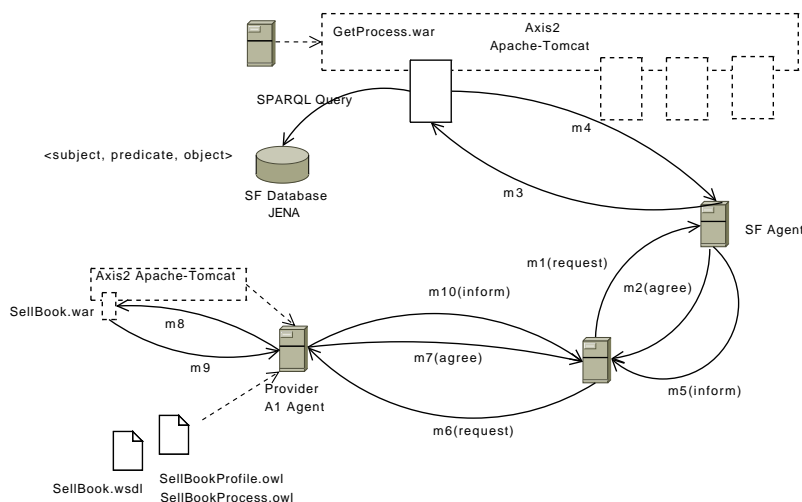 GetProcess.war
Axis2
Apache-Tomcat
SPARQL Query
m4
<subject, predicate, object>
m3
SF Database
JENA
SF Agent
m1(request)
Axis2 Apache-Tomcat
m10(inform)
m2(agree)
SellBook.war
m8
m7(agree)
m9
Provider
A1 Agent
m5(inform)
m6(request)
SellBook.wsdl
SellBookProfile.owl
SellBookProcess.owl